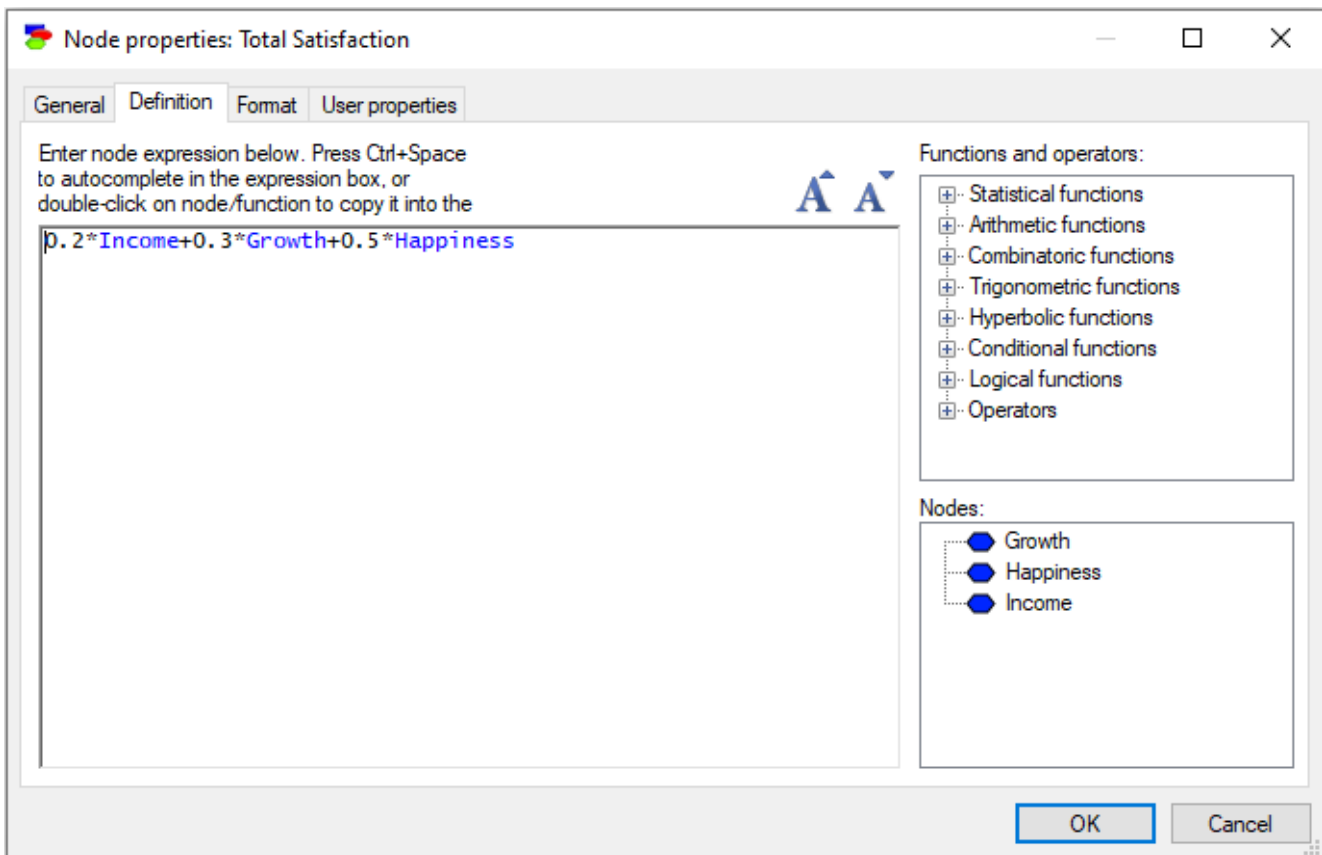 Node properties: Total Satisfaction
General Definition Format User properties
Enter node expression below. Press Ctrl+Space
to autocomplete in the expression box, or
double-click on node/function to copy it into the
A A
0.2*Income+0.3*Growth+0.5*Happiness
Functions and operators:
Statistical functions
Arithmetic functions
Combinatoric functions
Trigonometric functions
Hyperbolic functions
Conditional functions
Logical functions
Operators
Nodes:
Growth
Happiness
Income
OK Cancel